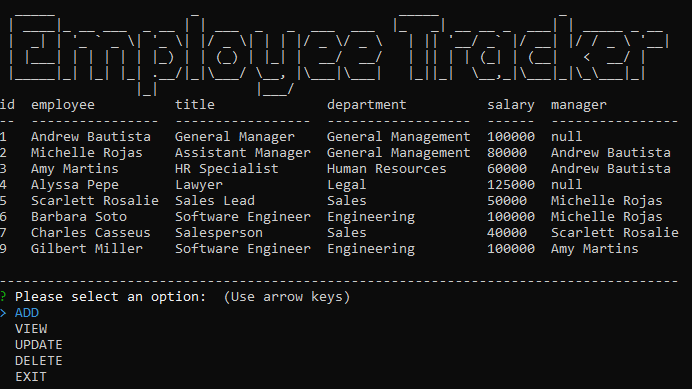 Employee Tracker
id  employee          title              department          salary  manager
--  ----------------  -----------------  ------------------  ------  ----------------
1   Andrew Bautista   General Manager    General Management  100000  null
2   Michelle Rojas    Assistant Manager  General Management  80000   Andrew Bautista
3   Amy Martins       HR Specialist      Human Resources     60000   Andrew Bautista
4   Alyssa Pepe       Lawyer             Legal               125000  null
5   Scarlett Rosalie  Sales Lead         Sales               50000   Michelle Rojas
6   Barbara Soto      Software Engineer  Engineering         100000  Michelle Rojas
7   Charles Casseus   Salesperson        Sales               40000   Scarlett Rosalie
9   Gilbert Miller    Software Engineer  Engineering         100000  Amy Martins
-------------------------------------------------------------------------------------
? Please select an option:  (Use arrow keys)
> ADD
  VIEW
  UPDATE
  DELETE
  EXIT